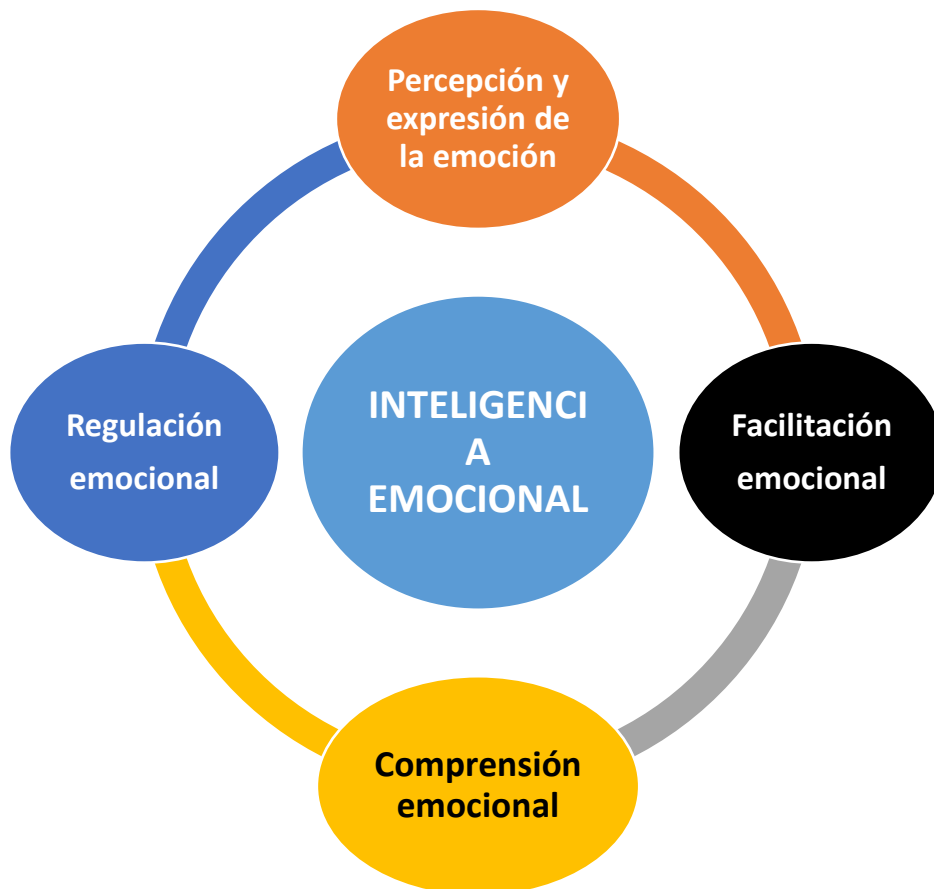 Percepción y
expresión de
la emoción
Regulación
emocional
INTELIGENCI
A
EMOCIONAL
Facilitación
emocional
Comprensión
emocional